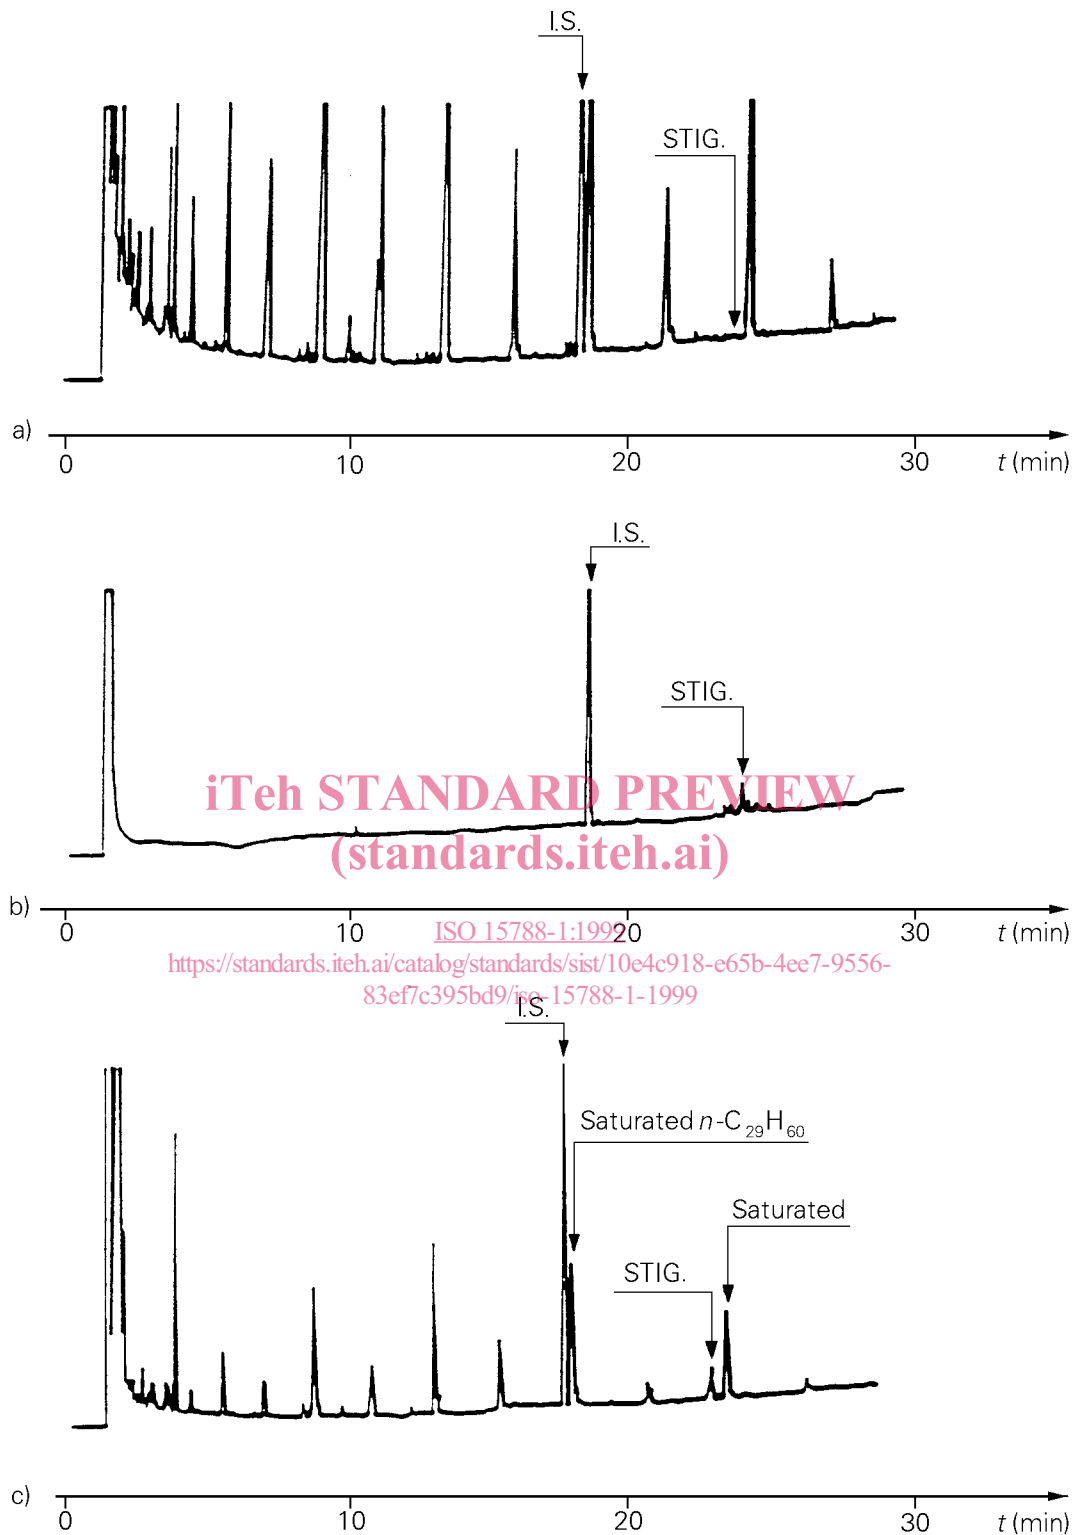 I.S.
STIG.
a)
0 10 20 30 t (min)
I.S.
STIG.
iTeh STANDARD PREVIEW
(standards.iteh.ai)
b)
0 10 20 30 t (min)
ISO 15788-1:1999
https://standards.iteh.ai/catalog/standards/sist/10e4c918-e65b-4ee7-9556-
83ef7c395bd9/iso-15788-1-1999
I.S.
Saturated n-C29H60
Saturated
STIG.
c)
0 10 20 30 t (min)